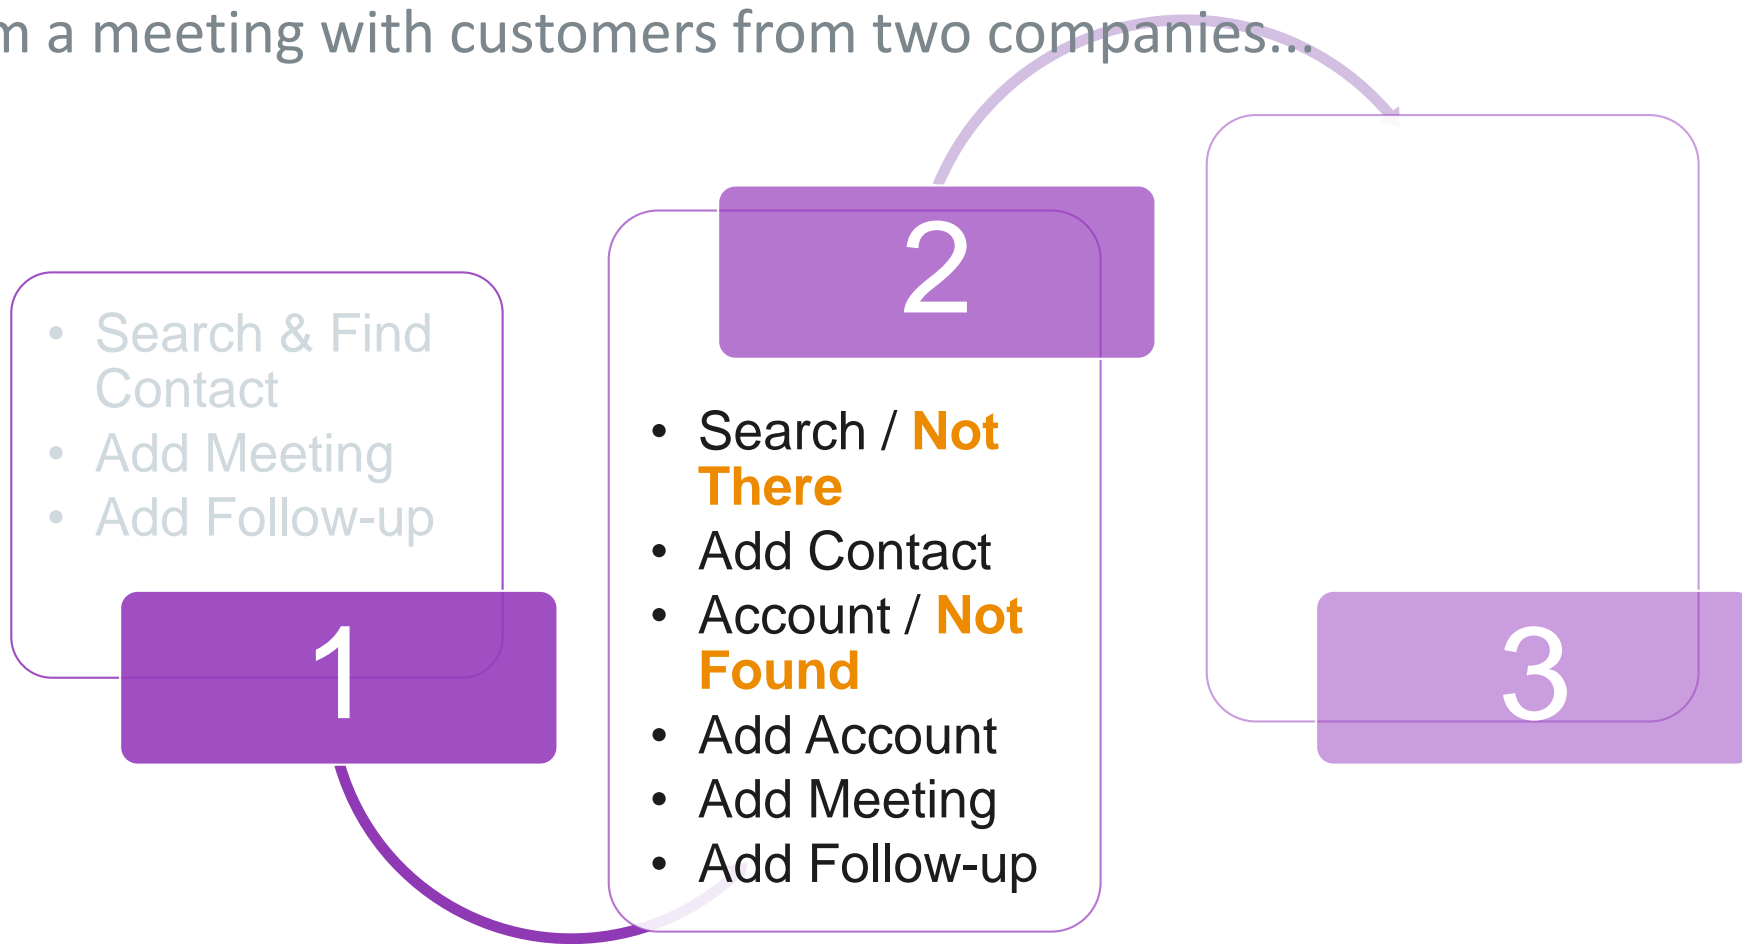 m a meeting with customers from two companies...
• Search & Find
Contact
• Add Meeting
• Add Follow-up
1
2
• Search / Not
There
• Add Contact
• Account / Not
Found
• Add Account
• Add Meeting
• Add Follow-up
3